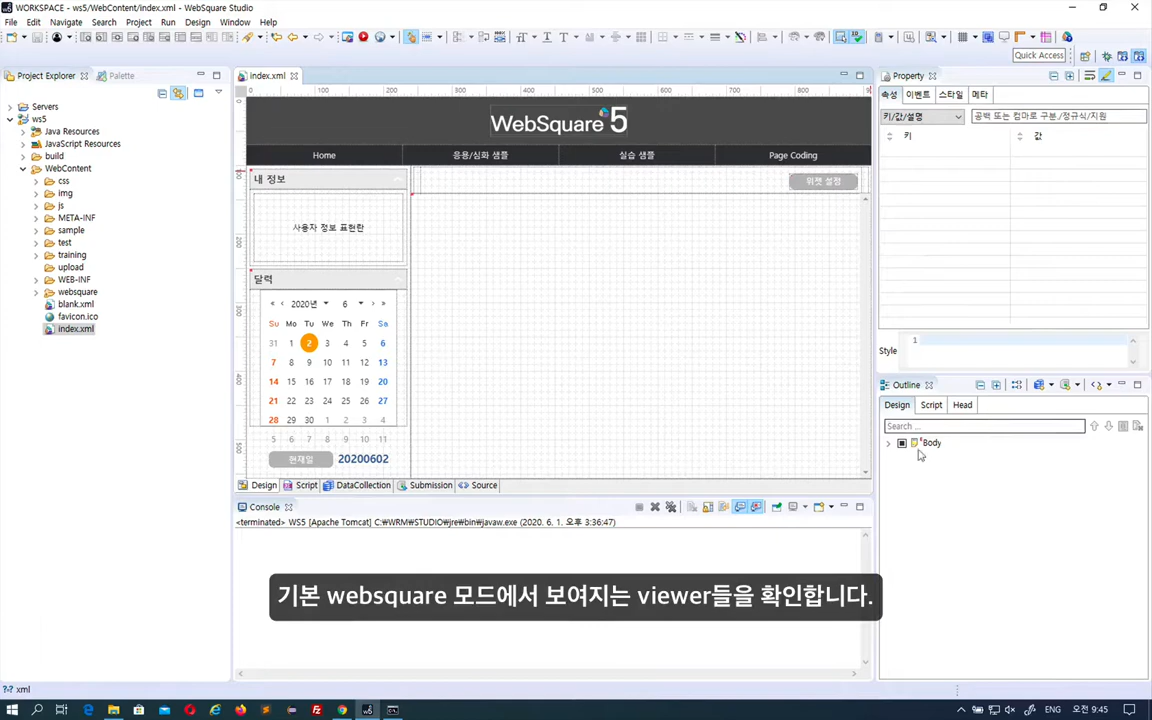 WORKSPACE - ws5/WebContent/index.xml - WebSquare Studio
File Edit Navigate Search Project Run Design Window Help
Quick Access
Project Explorer
Palette
Servers
ws5
Java Resources
JavaScript Resources
build
WebContent
css
img
js
META-INF
sample
test
training
upload
WEB-INF
websquare
blank.xml
favicon.ico
index.xml
index.xml
0 100 200 300 400 500 600 700 800
WebSquare 5
Home 응용/심화 샘플 실습 샘플 Page Coding
내 정보
위젯 설정
사용자 정보 표현란
달력
« ‹ 2020년 6 › »
Su Mo Tu We Th Fr Sa
31 1 2 3 4 5 6
7 8 9 10 11 12 13
14 15 16 17 18 19 20
21 22 23 24 25 26 27
28 29 30 1 2 3 4
5 6 7 8 9 10 11
현재일 20200602
Design Script DataCollection Submission Source
Console
<terminated> WS5 [Apache Tomcat] C:₩WRM₩STUDIO₩jre₩bin₩javaw.exe (2020. 6. 1. 오후 3:36:47)
Property
속성 이벤트 스타일 메타
키/값/설명 공백 또는 컴마로 구분./정규식/지원
키 값
Style
1
Outline
Design Script Head
Search ...
Body
기본 websquare 모드에서 보여지는 viewer들을 확인합니다.
xml
ENG 오전 9:45